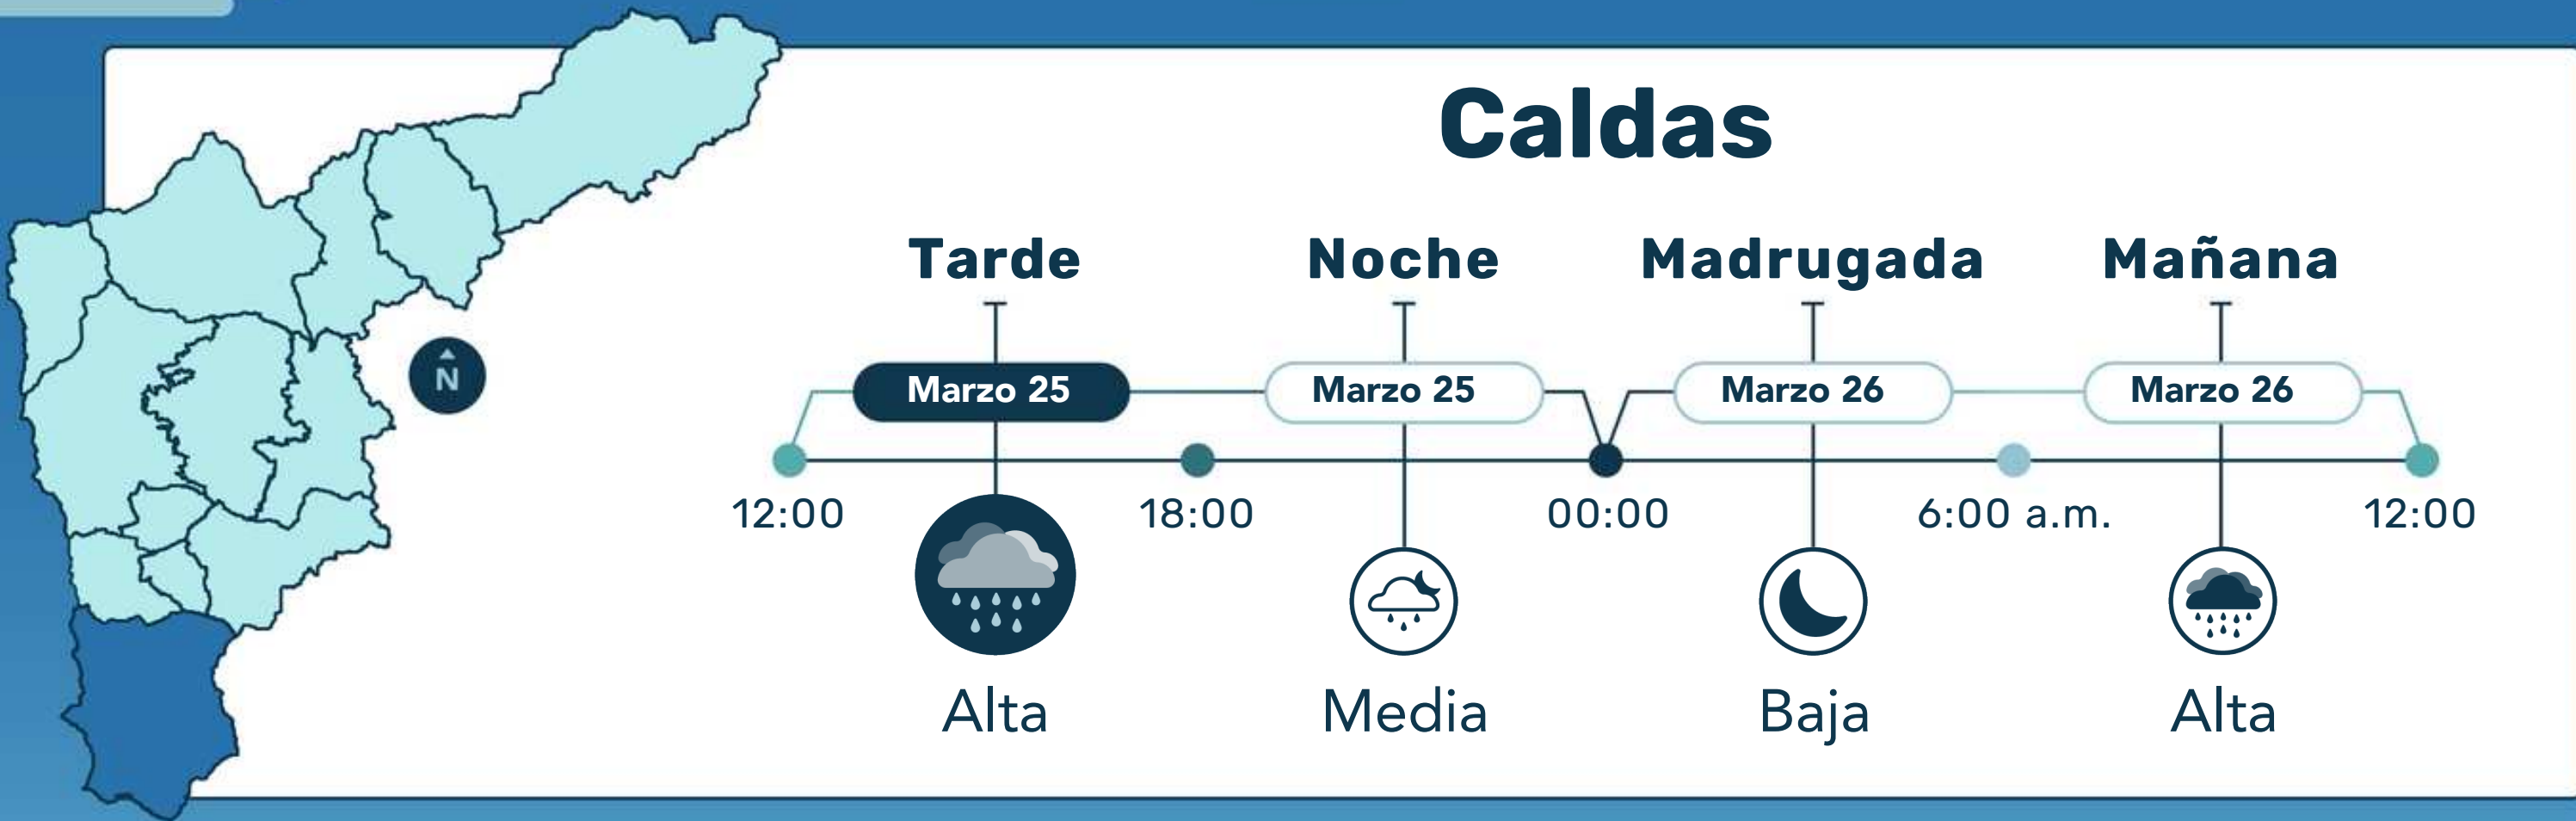 Caldas
Tarde Noche Madrugada Mañana
N
Marzo 25 Marzo 25 Marzo 26 Marzo 26
12:00 18:00 00:00 6:00 a.m. 12:00
Alta Media Baja Alta